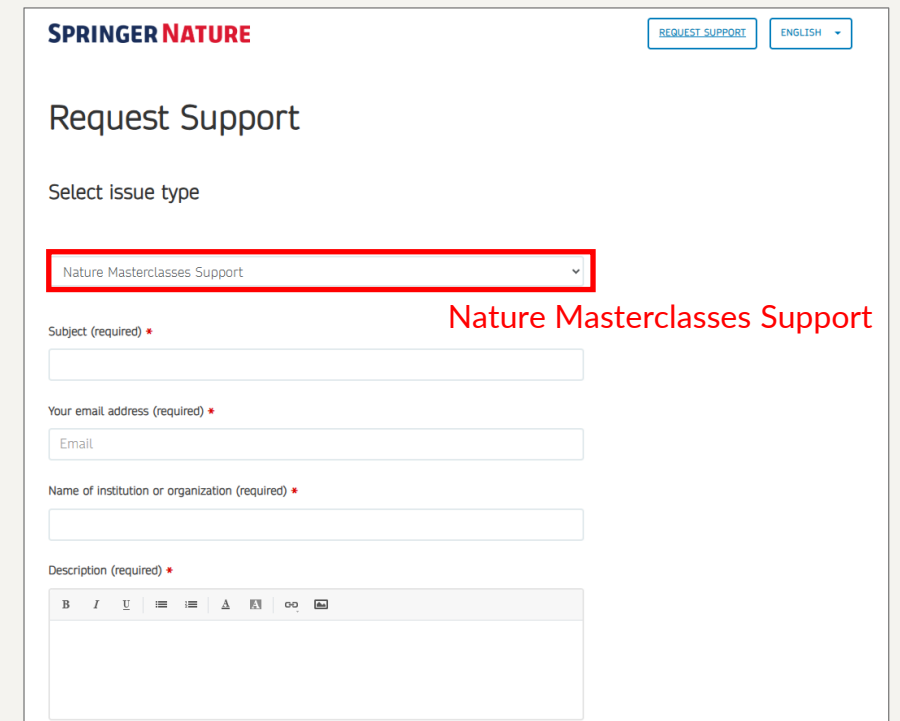 SPRINGER NATURE
REQUEST SUPPORT
ENGLISH
Request Support
Select issue type
Nature Masterclasses Support
Nature Masterclasses Support
Subject (required) *
Your email address (required) *
Email
Name of institution or organization (required) *
Description (required) *
B I U A A